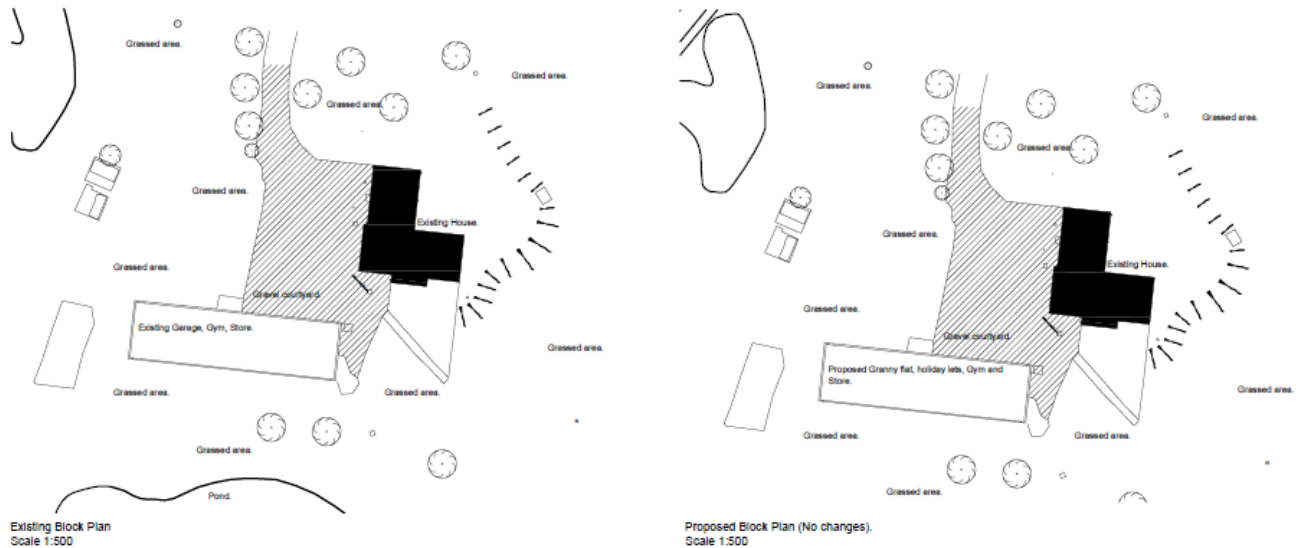 Grassed area.
Grassed area.
Grassed area.
Grassed area.
Existing House.
Grassed area.
Gravel courtyard.
Existing Garage, Gym, Store.
Grassed area.
Grassed area.
Grassed area.
Grassed area.
Pond.
Existing Block Plan
Scale 1:500
Grassed area.
Grassed area.
Grassed area.
Grassed area.
Existing House.
Grassed area.
Gravel courtyard.
Proposed Granny flat, holiday lets, Gym and
Store.
Grassed area.
Grassed area.
Grassed area.
Grassed area.
Proposed Block Plan (No changes).
Scale 1:500